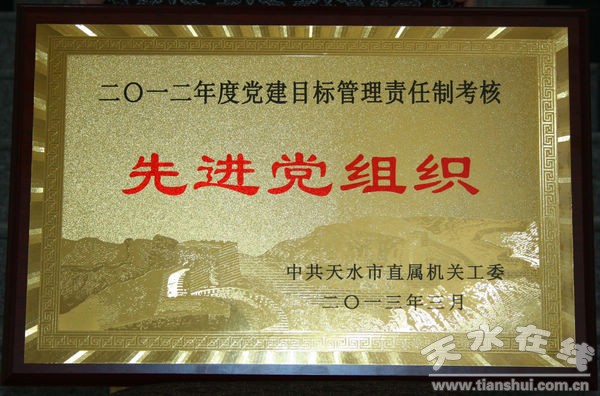 二〇一二年度党建目标管理责任制考核
先进党组织
中共天水市直属机关工委
二〇一三年三月
天水在线
www.tianshui.com.cn